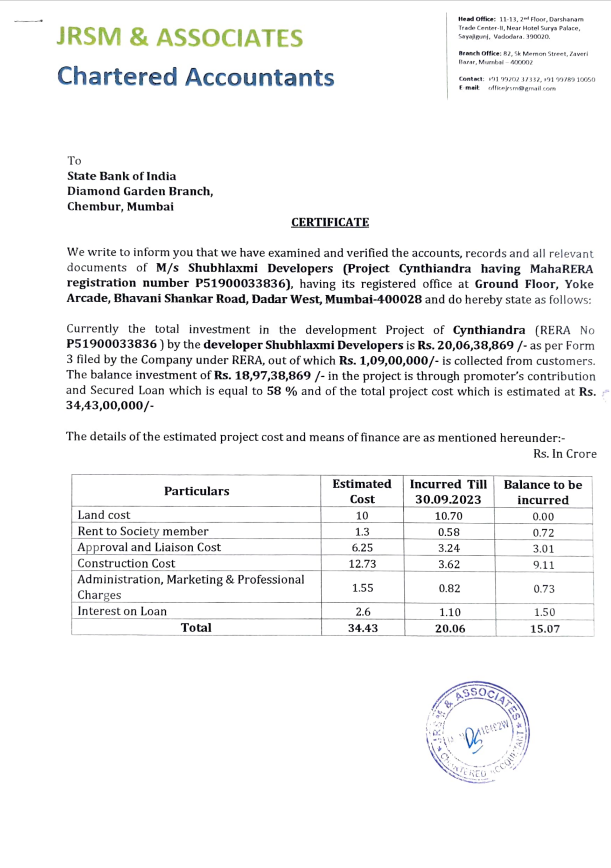 JRSM & ASSOCIATES
Chartered Accountants
Head Office: 11-13, 2nd Floor, Darshanam
Trade Center-II, Near Hotel Surya Palace,
Sayajigunj, Vadodara. 390020.
Branch Office: 82, Sk Memon Street, Zaveri
Bazar, Mumbai – 400002
Contact: +91 99202 37332, +91 99789 10050
E mail: officejrsm@gmail.com
To
State Bank of India
Diamond Garden Branch,
Chembur, Mumbai
CERTIFICATE
We write to inform you that we have examined and verified the accounts, records and all relevant
documents of M/s Shubhlaxmi Developers (Project Cynthiandra having MahaRERA
registration number P51900033836), having its registered office at Ground Floor, Yoke
Arcade, Bhavani Shankar Road, Dadar West, Mumbai-400028 and do hereby state as follows:
Currently the total investment in the development Project of Cynthiandra (RERA No
P51900033836 ) by the developer Shubhlaxmi Developers is Rs. 20,06,38,869 /- as per Form
3 filed by the Company under RERA, out of which Rs. 1,09,00,000/- is collected from customers.
The balance investment of Rs. 18,97,38,869 /- in the project is through promoter's contribution
and Secured Loan which is equal to 58 % and of the total project cost which is estimated at Rs.
34,43,00,000/-
The details of the estimated project cost and means of finance are as mentioned hereunder:-
Rs. In Crore
Particulars Estimated Cost Incurred Till 30.09.2023 Balance to be incurred
Land cost 10 10.70 0.00
Rent to Society member 1.3 0.58 0.72
Approval and Liaison Cost 6.25 3.24 3.01
Construction Cost 12.73 3.62 9.11
Administration, Marketing & Professional Charges 1.55 0.82 0.73
Interest on Loan 2.6 1.10 1.50
Total 34.43 20.06 15.07
JRSM & ASSOCIATES
CHARTERED ACCOUNTANTS